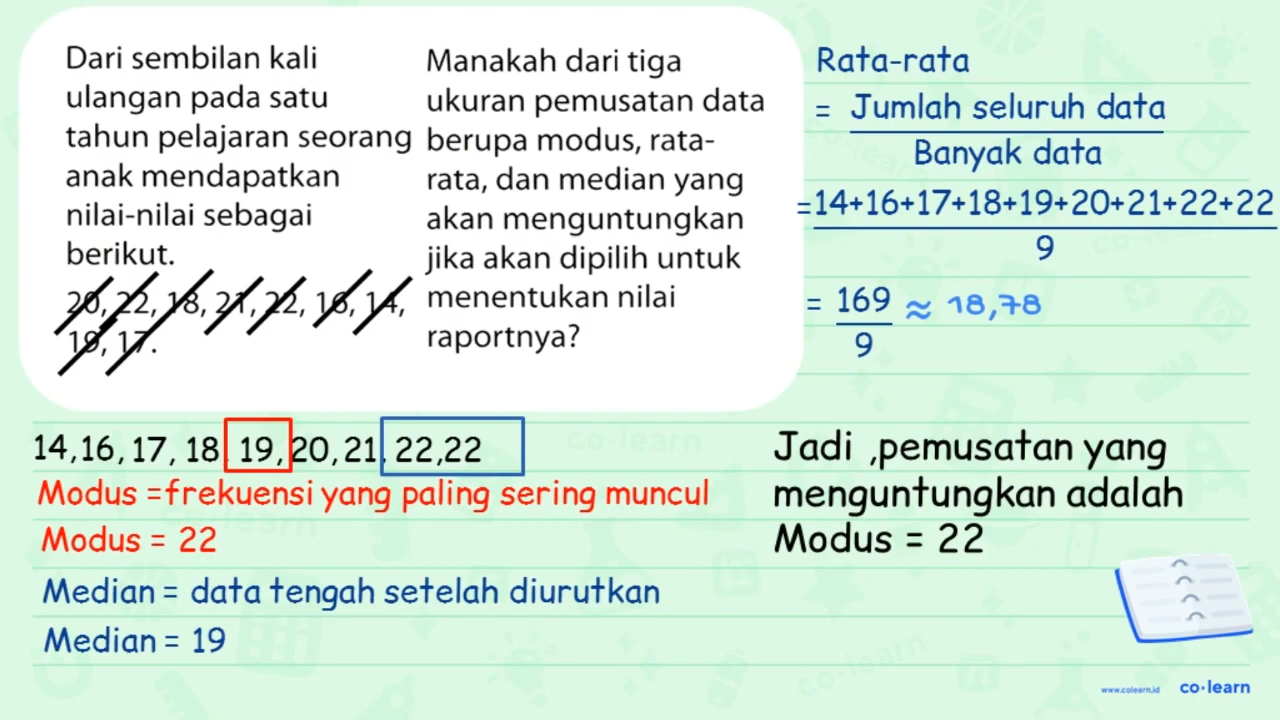 Dari sembilan kali
ulangan pada satu
tahun pelajaran seorang
anak mendapatkan
nilai-nilai sebagai
berikut.
20, 22, 18, 21, 22, 16, 14,
19, 17.
Manakah dari tiga
ukuran pemusatan data
berupa modus, rata-
rata, dan median yang
akan menguntungkan
jika akan dipilih untuk
menentukan nilai
raportnya?
Rata-rata
= Jumlah seluruh data
Banyak data
=14+16+17+18+19+20+21+22+22
9
= 169 ≈ 18,78
9
14,16, 17, 18, 19, 20, 21, 22,22
Modus =frekuensi yang paling sering muncul
Modus = 22
Median = data tengah setelah diurutkan
Median = 19
Jadi ,pemusatan yang
menguntungkan adalah
Modus = 22
www.colearn.id co·learn